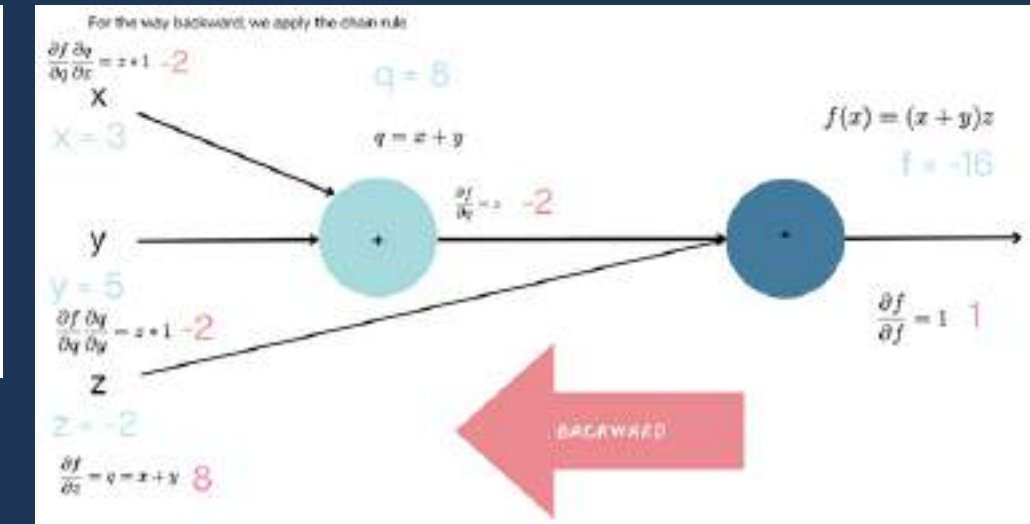 For the way backward, we apply the chain rule
∂f/∂q ∂q/∂x = z * 1 -2
x
x = 3
q = 8
q = x + y
f(x) = (x + y)z
f = -16
∂f/∂q = z -2
y
+
*
y = 5
∂f/∂q ∂q/∂y = z * 1 -2
∂f/∂f = 1 1
z
z = -2
BACKWARD
∂f/∂z = q = x + y 8